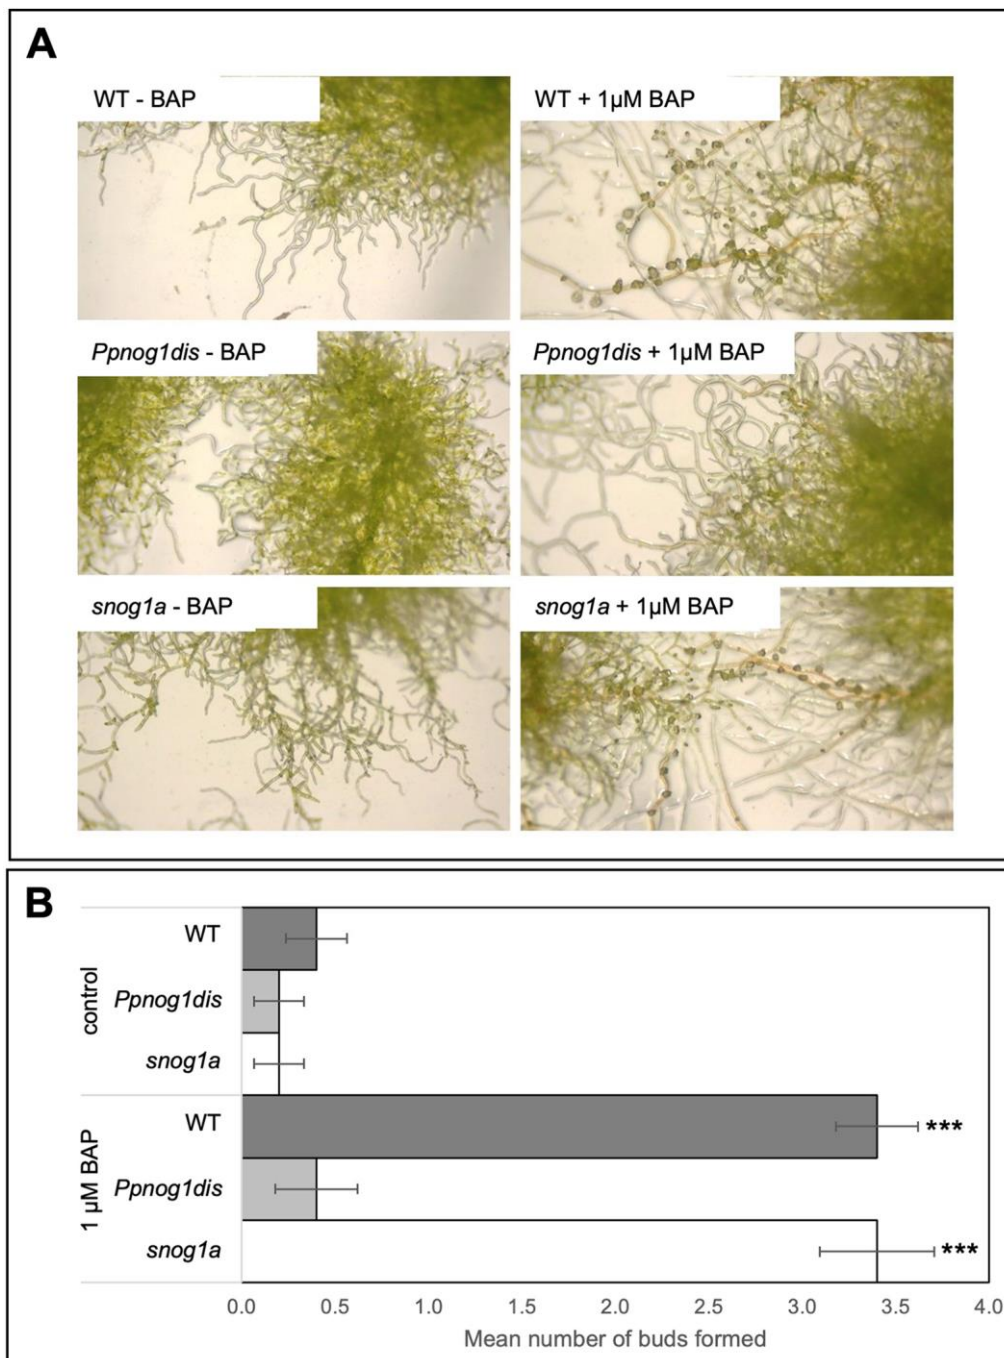 A
WT - BAP
WT + 1µM BAP
Ppnog1dis - BAP
Ppnog1dis + 1µM BAP
snog1a - BAP
snog1a + 1µM BAP
B
control
WT
Ppnog1dis
snog1a
1 µM BAP
WT
***
Ppnog1dis
snog1a
***
0.0 0.5 1.0 1.5 2.0 2.5 3.0 3.5 4.0
Mean number of buds formed